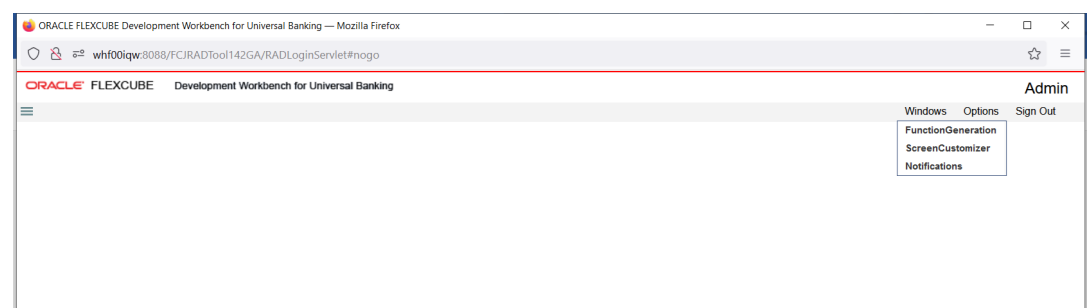 ORACLE FLEXCUBE Development Workbench for Universal Banking — Mozilla Firefox
whf00iqw:8088/FCJRADTool142GA/RADLoginServlet#nogo
ORACLE FLEXCUBE Development Workbench for Universal Banking Admin
Windows Options Sign Out
FunctionGeneration
ScreenCustomizer
Notifications